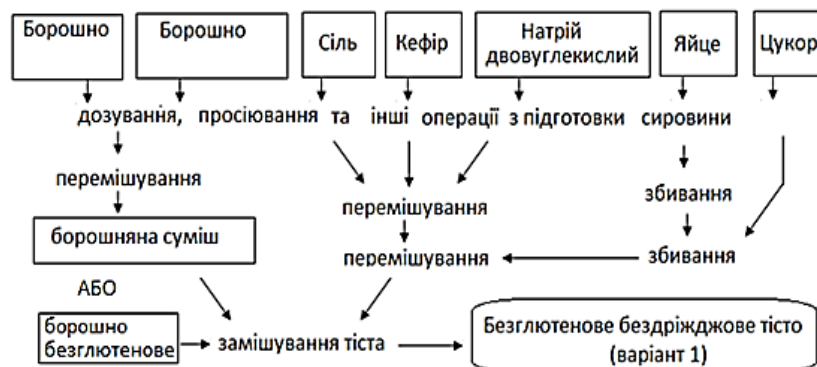 Борошно
Борошно
Сіль
Кефір
Натрій
двовуглекислий
Яйце
Цукор
дозування, просіювання та інші операції з підготовки сировини
перемішування
збивання
перемішування
борошняна суміш
перемішування
збивання
АБО
борошно
безглютенове
замішування тіста
Безглютенове бездріжджове тісто
(варіант 1)